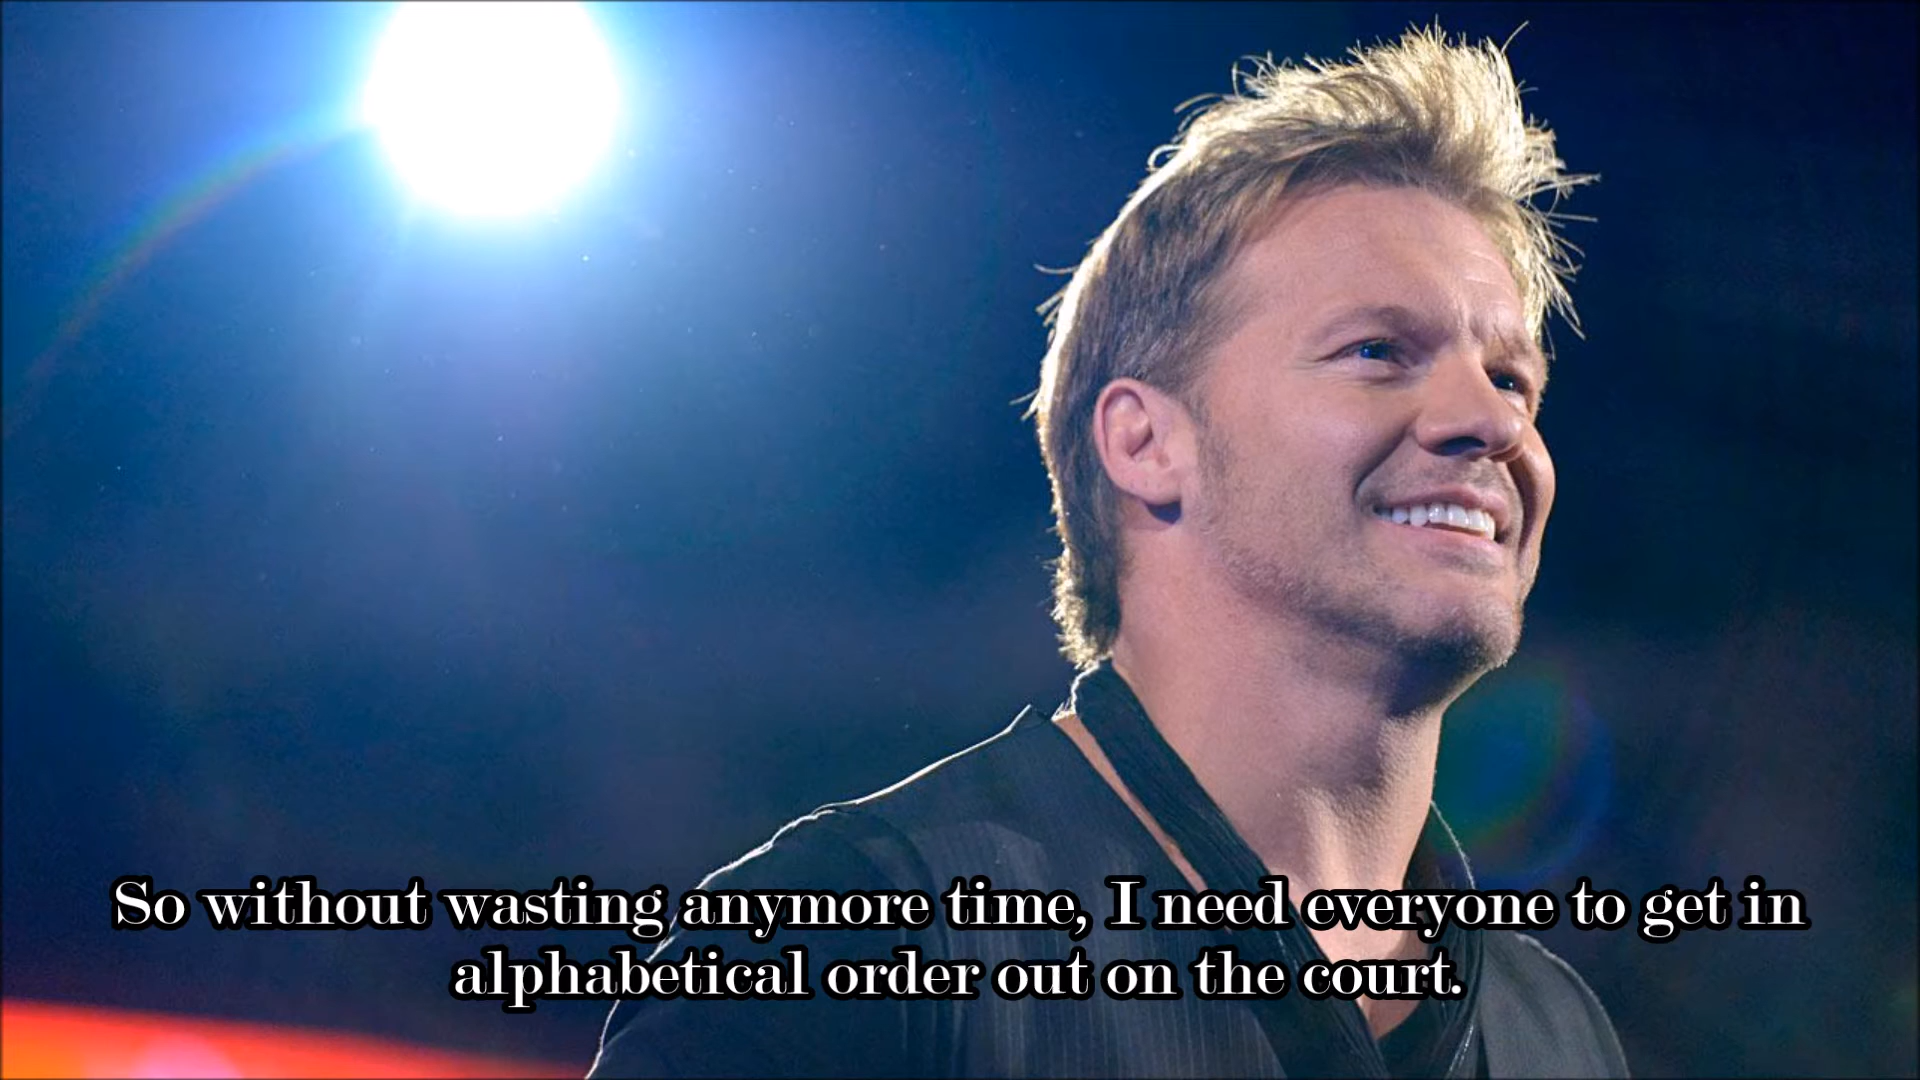 So without wasting anymore time, I need everyone to get in
alphabetical order out on the court.